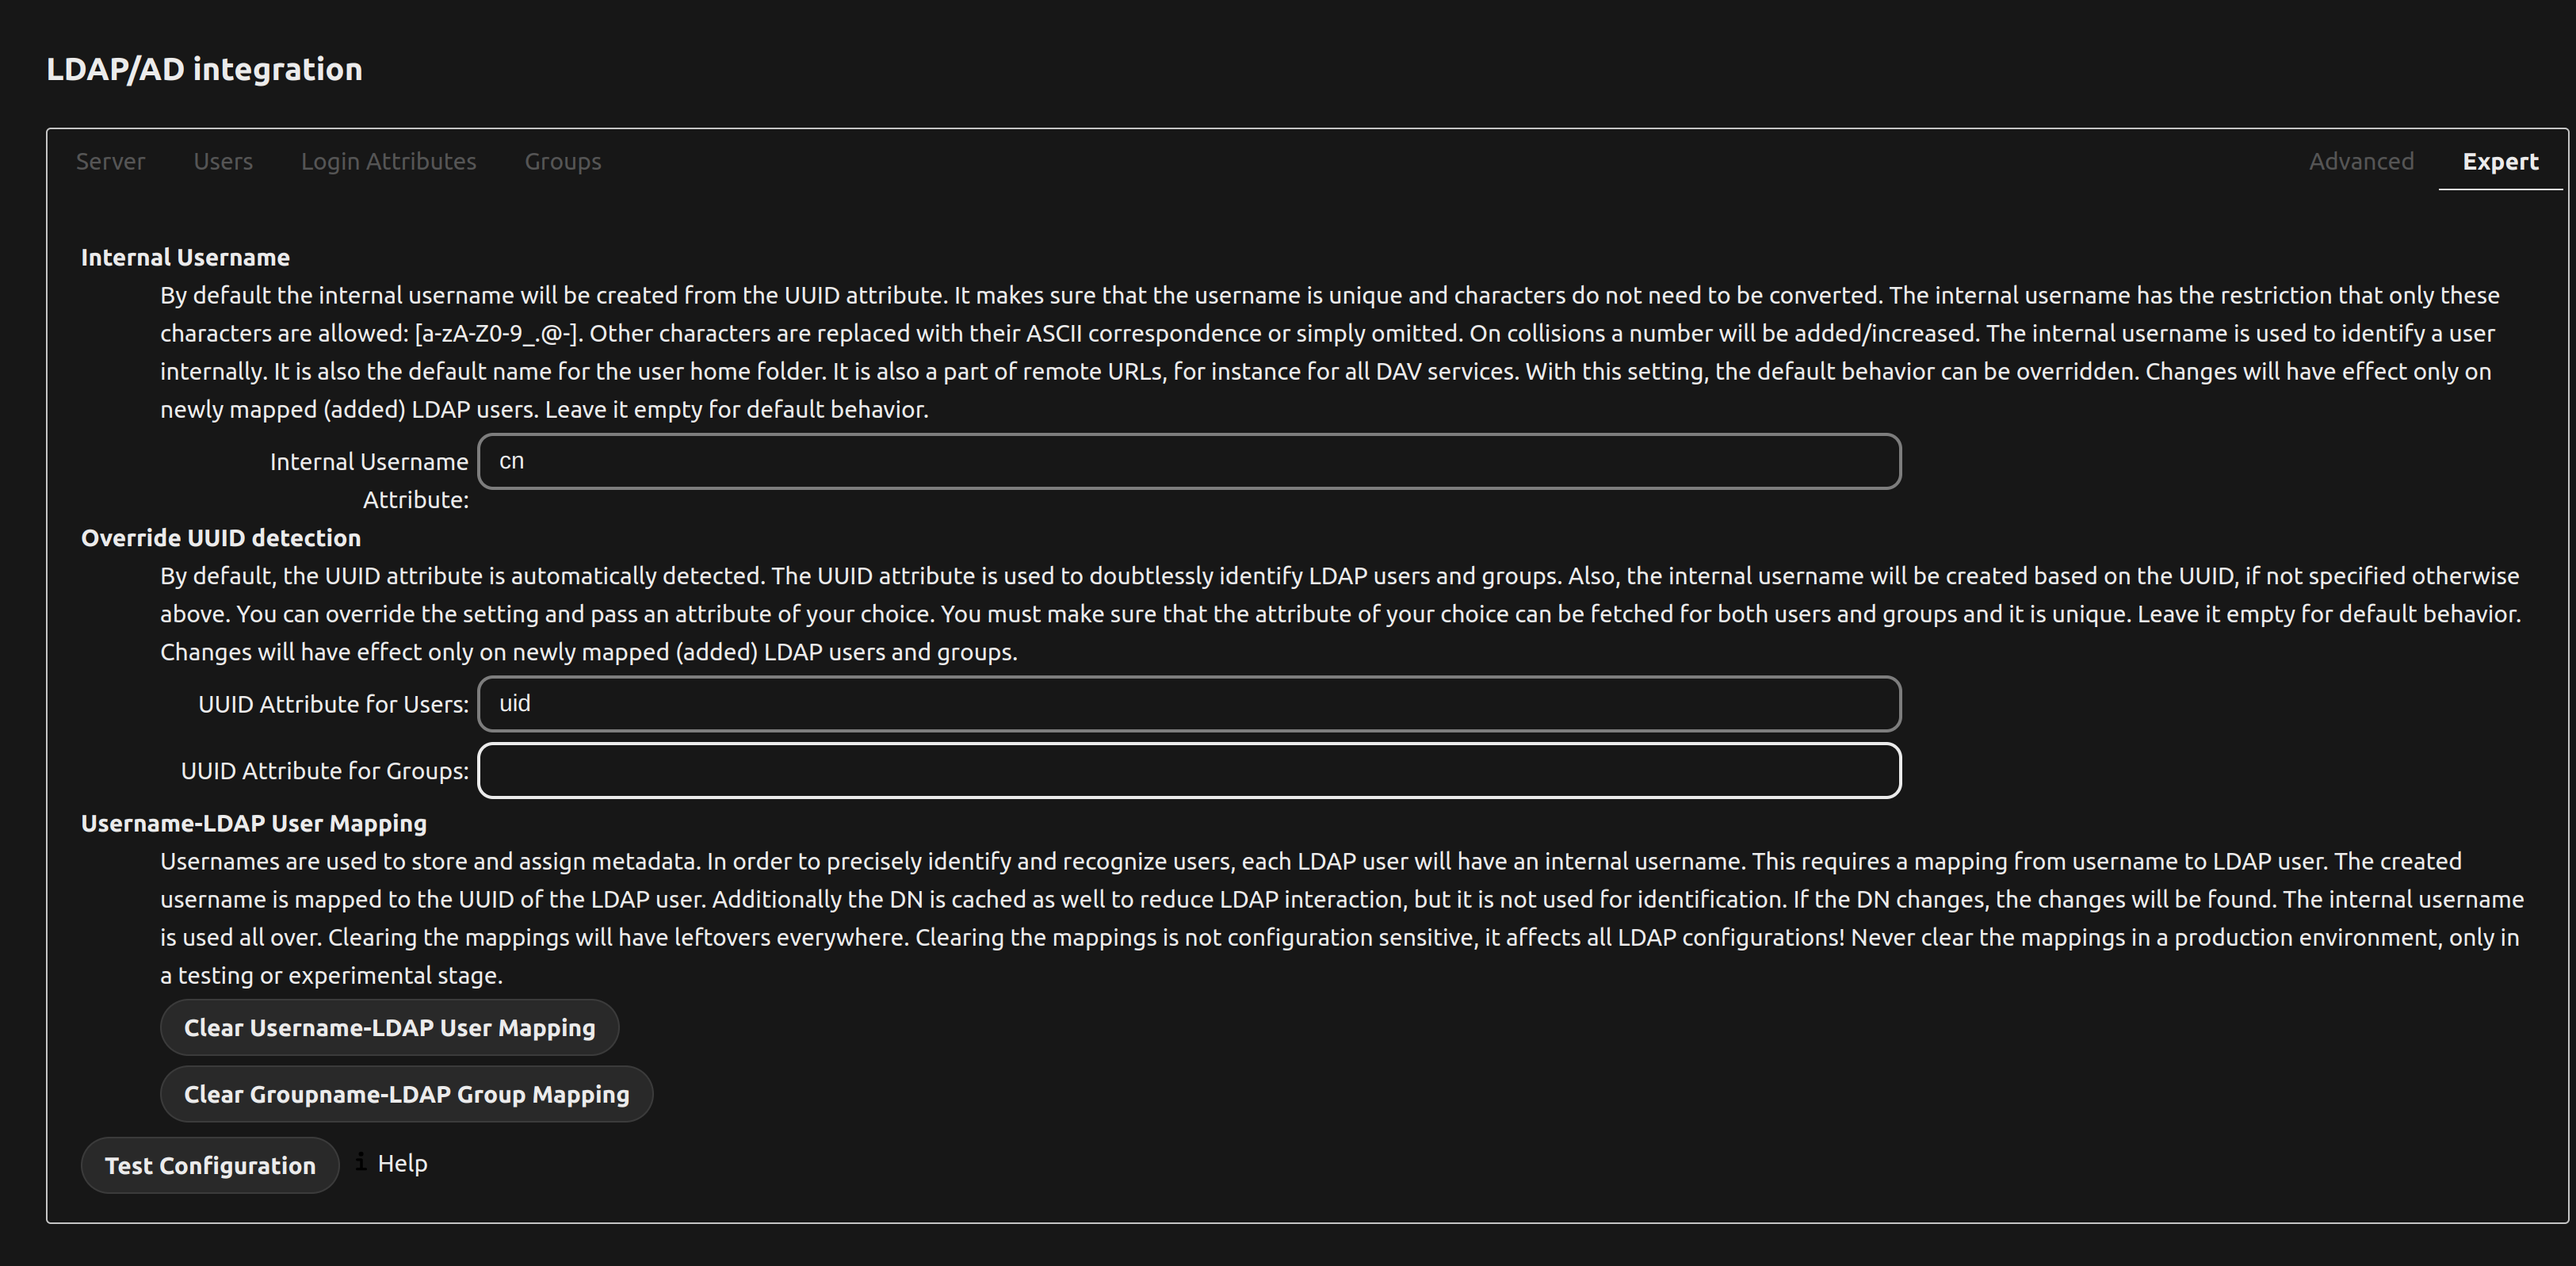 LDAP/AD integration
Server Users Login Attributes Groups Advanced Expert
Internal Username
By default the internal username will be created from the UUID attribute. It makes sure that the username is unique and characters do not need to be converted. The internal username has the restriction that only these
characters are allowed: [a-zA-Z0-9_.@-]. Other characters are replaced with their ASCII correspondence or simply omitted. On collisions a number will be added/increased. The internal username is used to identify a user
internally. It is also the default name for the user home folder. It is also a part of remote URLs, for instance for all DAV services. With this setting, the default behavior can be overridden. Changes will have effect only on
newly mapped (added) LDAP users. Leave it empty for default behavior.
Internal Username cn
Attribute:
Override UUID detection
By default, the UUID attribute is automatically detected. The UUID attribute is used to doubtlessly identify LDAP users and groups. Also, the internal username will be created based on the UUID, if not specified otherwise
above. You can override the setting and pass an attribute of your choice. You must make sure that the attribute of your choice can be fetched for both users and groups and it is unique. Leave it empty for default behavior.
Changes will have effect only on newly mapped (added) LDAP users and groups.
UUID Attribute for Users: uid
UUID Attribute for Groups:
Username-LDAP User Mapping
Usernames are used to store and assign metadata. In order to precisely identify and recognize users, each LDAP user will have an internal username. This requires a mapping from username to LDAP user. The created
username is mapped to the UUID of the LDAP user. Additionally the DN is cached as well to reduce LDAP interaction, but it is not used for identification. If the DN changes, the changes will be found. The internal username
is used all over. Clearing the mappings will have leftovers everywhere. Clearing the mappings is not configuration sensitive, it affects all LDAP configurations! Never clear the mappings in a production environment, only in
a testing or experimental stage.
Clear Username-LDAP User Mapping
Clear Groupname-LDAP Group Mapping
Test Configuration i Help